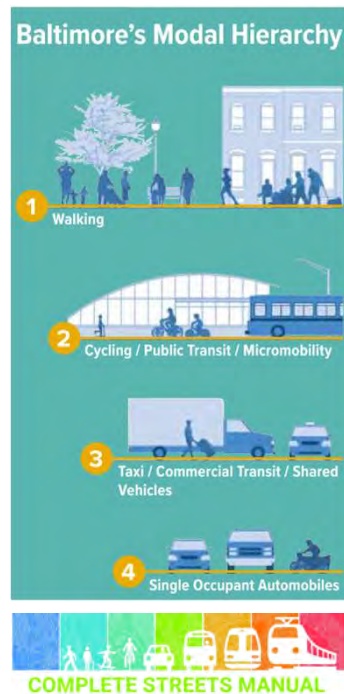 Baltimore's Modal Hierarchy
1
Walking
2
Cycling / Public Transit / Micromobility
3
Taxi / Commercial Transit / Shared
Vehicles
4
Single Occupant Automobiles
COMPLETE STREETS MANUAL